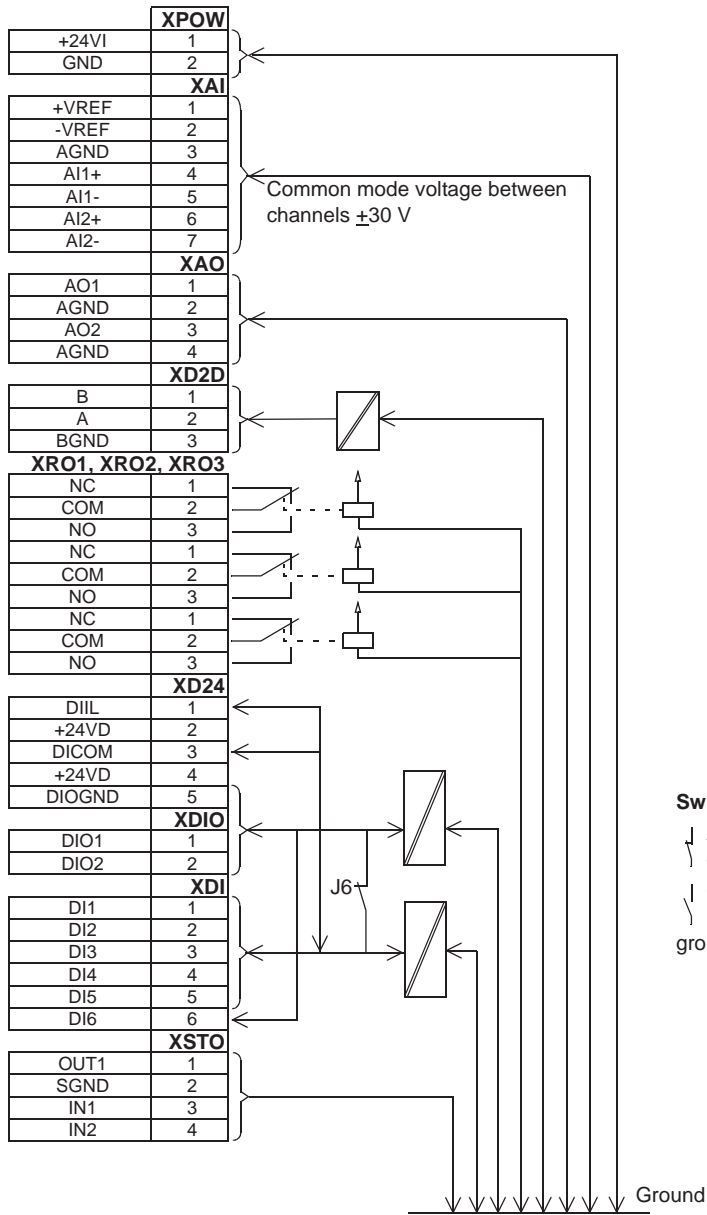 XPOW
+24VI 1
GND 2
XAI
+VREF 1
-VREF 2
AGND 3
AI1+ 4
AI1- 5
AI2+ 6
AI2- 7
Common mode voltage between
channels ±30 V
XAO
AO1 1
AGND 2
AO2 3
AGND 4
XD2D
B 1
A 2
BGND 3
XRO1, XRO2, XRO3
NC 1
COM 2
NO 3
NC 1
COM 2
NO 3
NC 1
COM 2
NO 3
XD24
DIIL 1
+24VD 2
DICOM 3
+24VD 4
DIOGND 5
XDIO
DIO1 1
DIO2 2
XDI
DI1 1
DI2 2
DI3 3
DI4 4
DI5 5
DI6 6
J6
XSTO
OUT1 1
SGND 2
IN1 3
IN2 4
Sw
gro
Ground